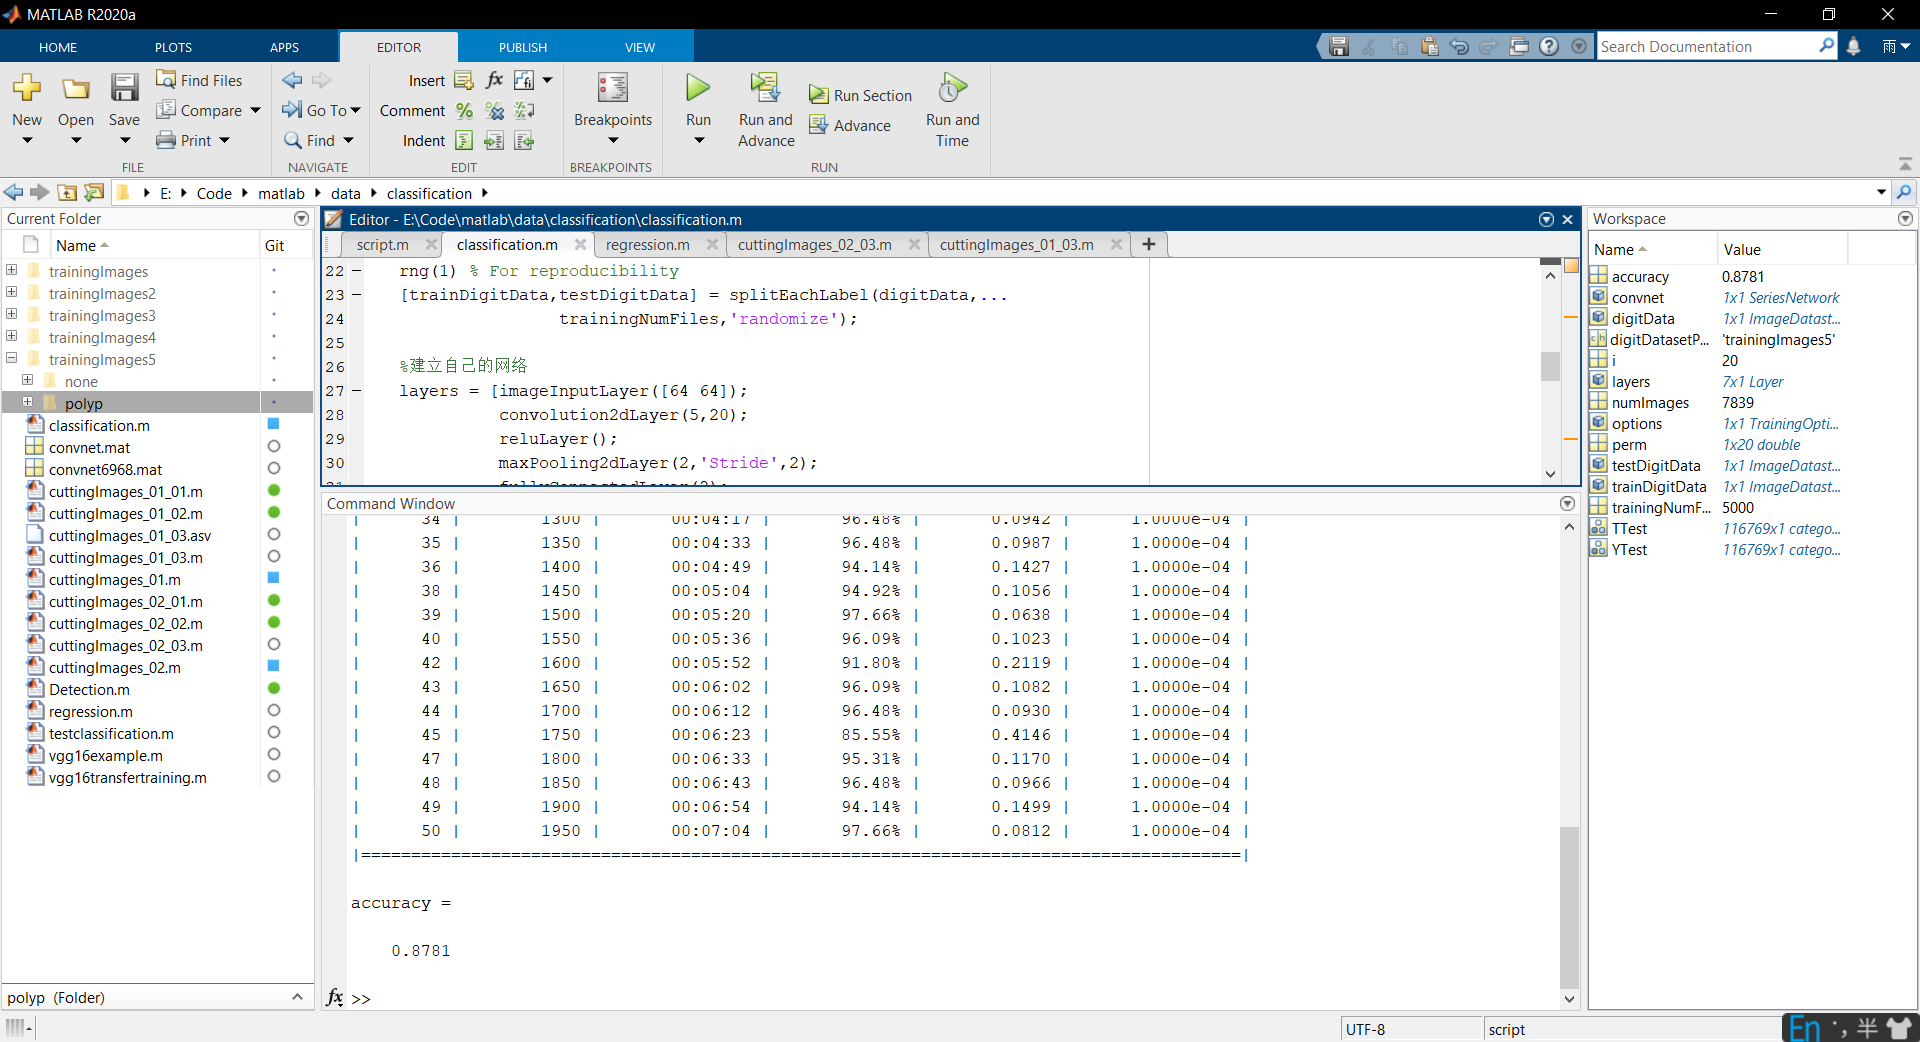 MATLAB R2020a
HOME PLOTS APPS EDITOR PUBLISH VIEW
Search Documentation
雨
New
Open
Save
Find Files
Compare
Print
FILE
Go To
Find
NAVIGATE
Insert fx
Comment
Indent
EDIT
Breakpoints
BREAKPOINTS
Run
Run and Advance
Run Section
Advance
Run and Time
RUN
E: Code matlab data classification
Current Folder
Name Git
trainingImages
trainingImages2
trainingImages3
trainingImages4
trainingImages5
none
polyp
classification.m
convnet.mat
convnet6968.mat
cuttingImages_01_01.m
cuttingImages_01_02.m
cuttingImages_01_03.asv
cuttingImages_01_03.m
cuttingImages_01.m
cuttingImages_02_01.m
cuttingImages_02_02.m
cuttingImages_02_03.m
cuttingImages_02.m
Detection.m
regression.m
testclassification.m
vgg16example.m
vgg16transfertraining.m
polyp (Folder)
Editor - E:\Code\matlab\data\classification\classification.m
script.m classification.m regression.m cuttingImages_02_03.m cuttingImages_01_03.m
22 – rng(1) % For reproducibility
23 – [trainDigitData,testDigitData] = splitEachLabel(digitData,...
24 trainingNumFiles,'randomize');
25
26 %建立自己的网络
27 – layers = [imageInputLayer([64 64]);
28 convolution2dLayer(5,20);
29 reluLayer();
30 maxPooling2dLayer(2,'Stride',2);
Command Window
| 34 | 1300 | 00:04:17 | 96.48% | 0.0942 | 1.0000e-04 |
| 35 | 1350 | 00:04:33 | 96.48% | 0.0987 | 1.0000e-04 |
| 36 | 1400 | 00:04:49 | 94.14% | 0.1427 | 1.0000e-04 |
| 38 | 1450 | 00:05:04 | 94.92% | 0.1056 | 1.0000e-04 |
| 39 | 1500 | 00:05:20 | 97.66% | 0.0638 | 1.0000e-04 |
| 40 | 1550 | 00:05:36 | 96.09% | 0.1023 | 1.0000e-04 |
| 42 | 1600 | 00:05:52 | 91.80% | 0.2119 | 1.0000e-04 |
| 43 | 1650 | 00:06:02 | 96.09% | 0.1082 | 1.0000e-04 |
| 44 | 1700 | 00:06:12 | 96.48% | 0.0930 | 1.0000e-04 |
| 45 | 1750 | 00:06:23 | 85.55% | 0.4146 | 1.0000e-04 |
| 47 | 1800 | 00:06:33 | 95.31% | 0.1170 | 1.0000e-04 |
| 48 | 1850 | 00:06:43 | 96.48% | 0.0966 | 1.0000e-04 |
| 49 | 1900 | 00:06:54 | 94.14% | 0.1499 | 1.0000e-04 |
| 50 | 1950 | 00:07:04 | 97.66% | 0.0812 | 1.0000e-04 |
|========================================================================================|
accuracy =
0.8781
fx >>
Workspace
Name Value
accuracy 0.8781
convnet 1x1 SeriesNetwork
digitData 1x1 ImageDatast...
digitDatasetP... 'trainingImages5'
i 20
layers 7x1 Layer
numImages 7839
options 1x1 TrainingOpti...
perm 1x20 double
testDigitData 1x1 ImageDatast...
trainDigitData 1x1 ImageDatast...
trainingNumF... 5000
TTest 116769x1 catego...
YTest 116769x1 catego...
UTF-8 script
En 半